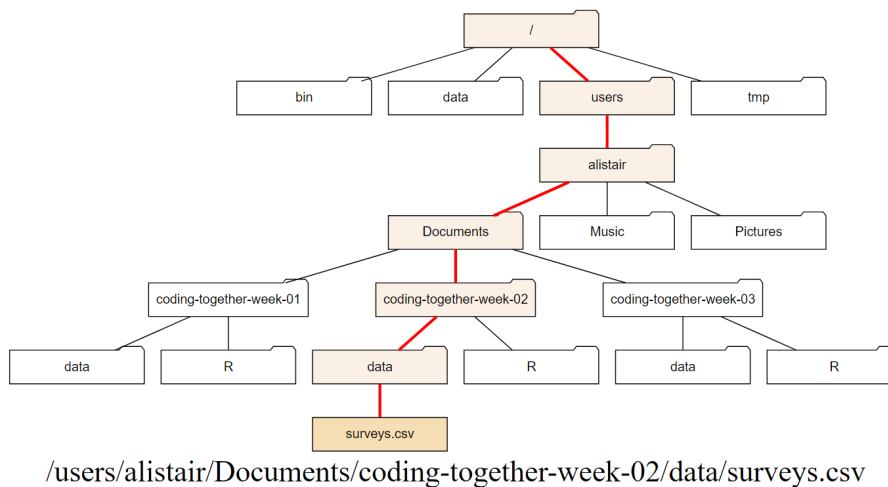 /
bin data users tmp
alistair
Documents Music Pictures
coding-together-week-01 coding-together-week-02 coding-together-week-03
data R data R data R
surveys.csv
/users/alistair/Documents/coding-together-week-02/data/surveys.csv